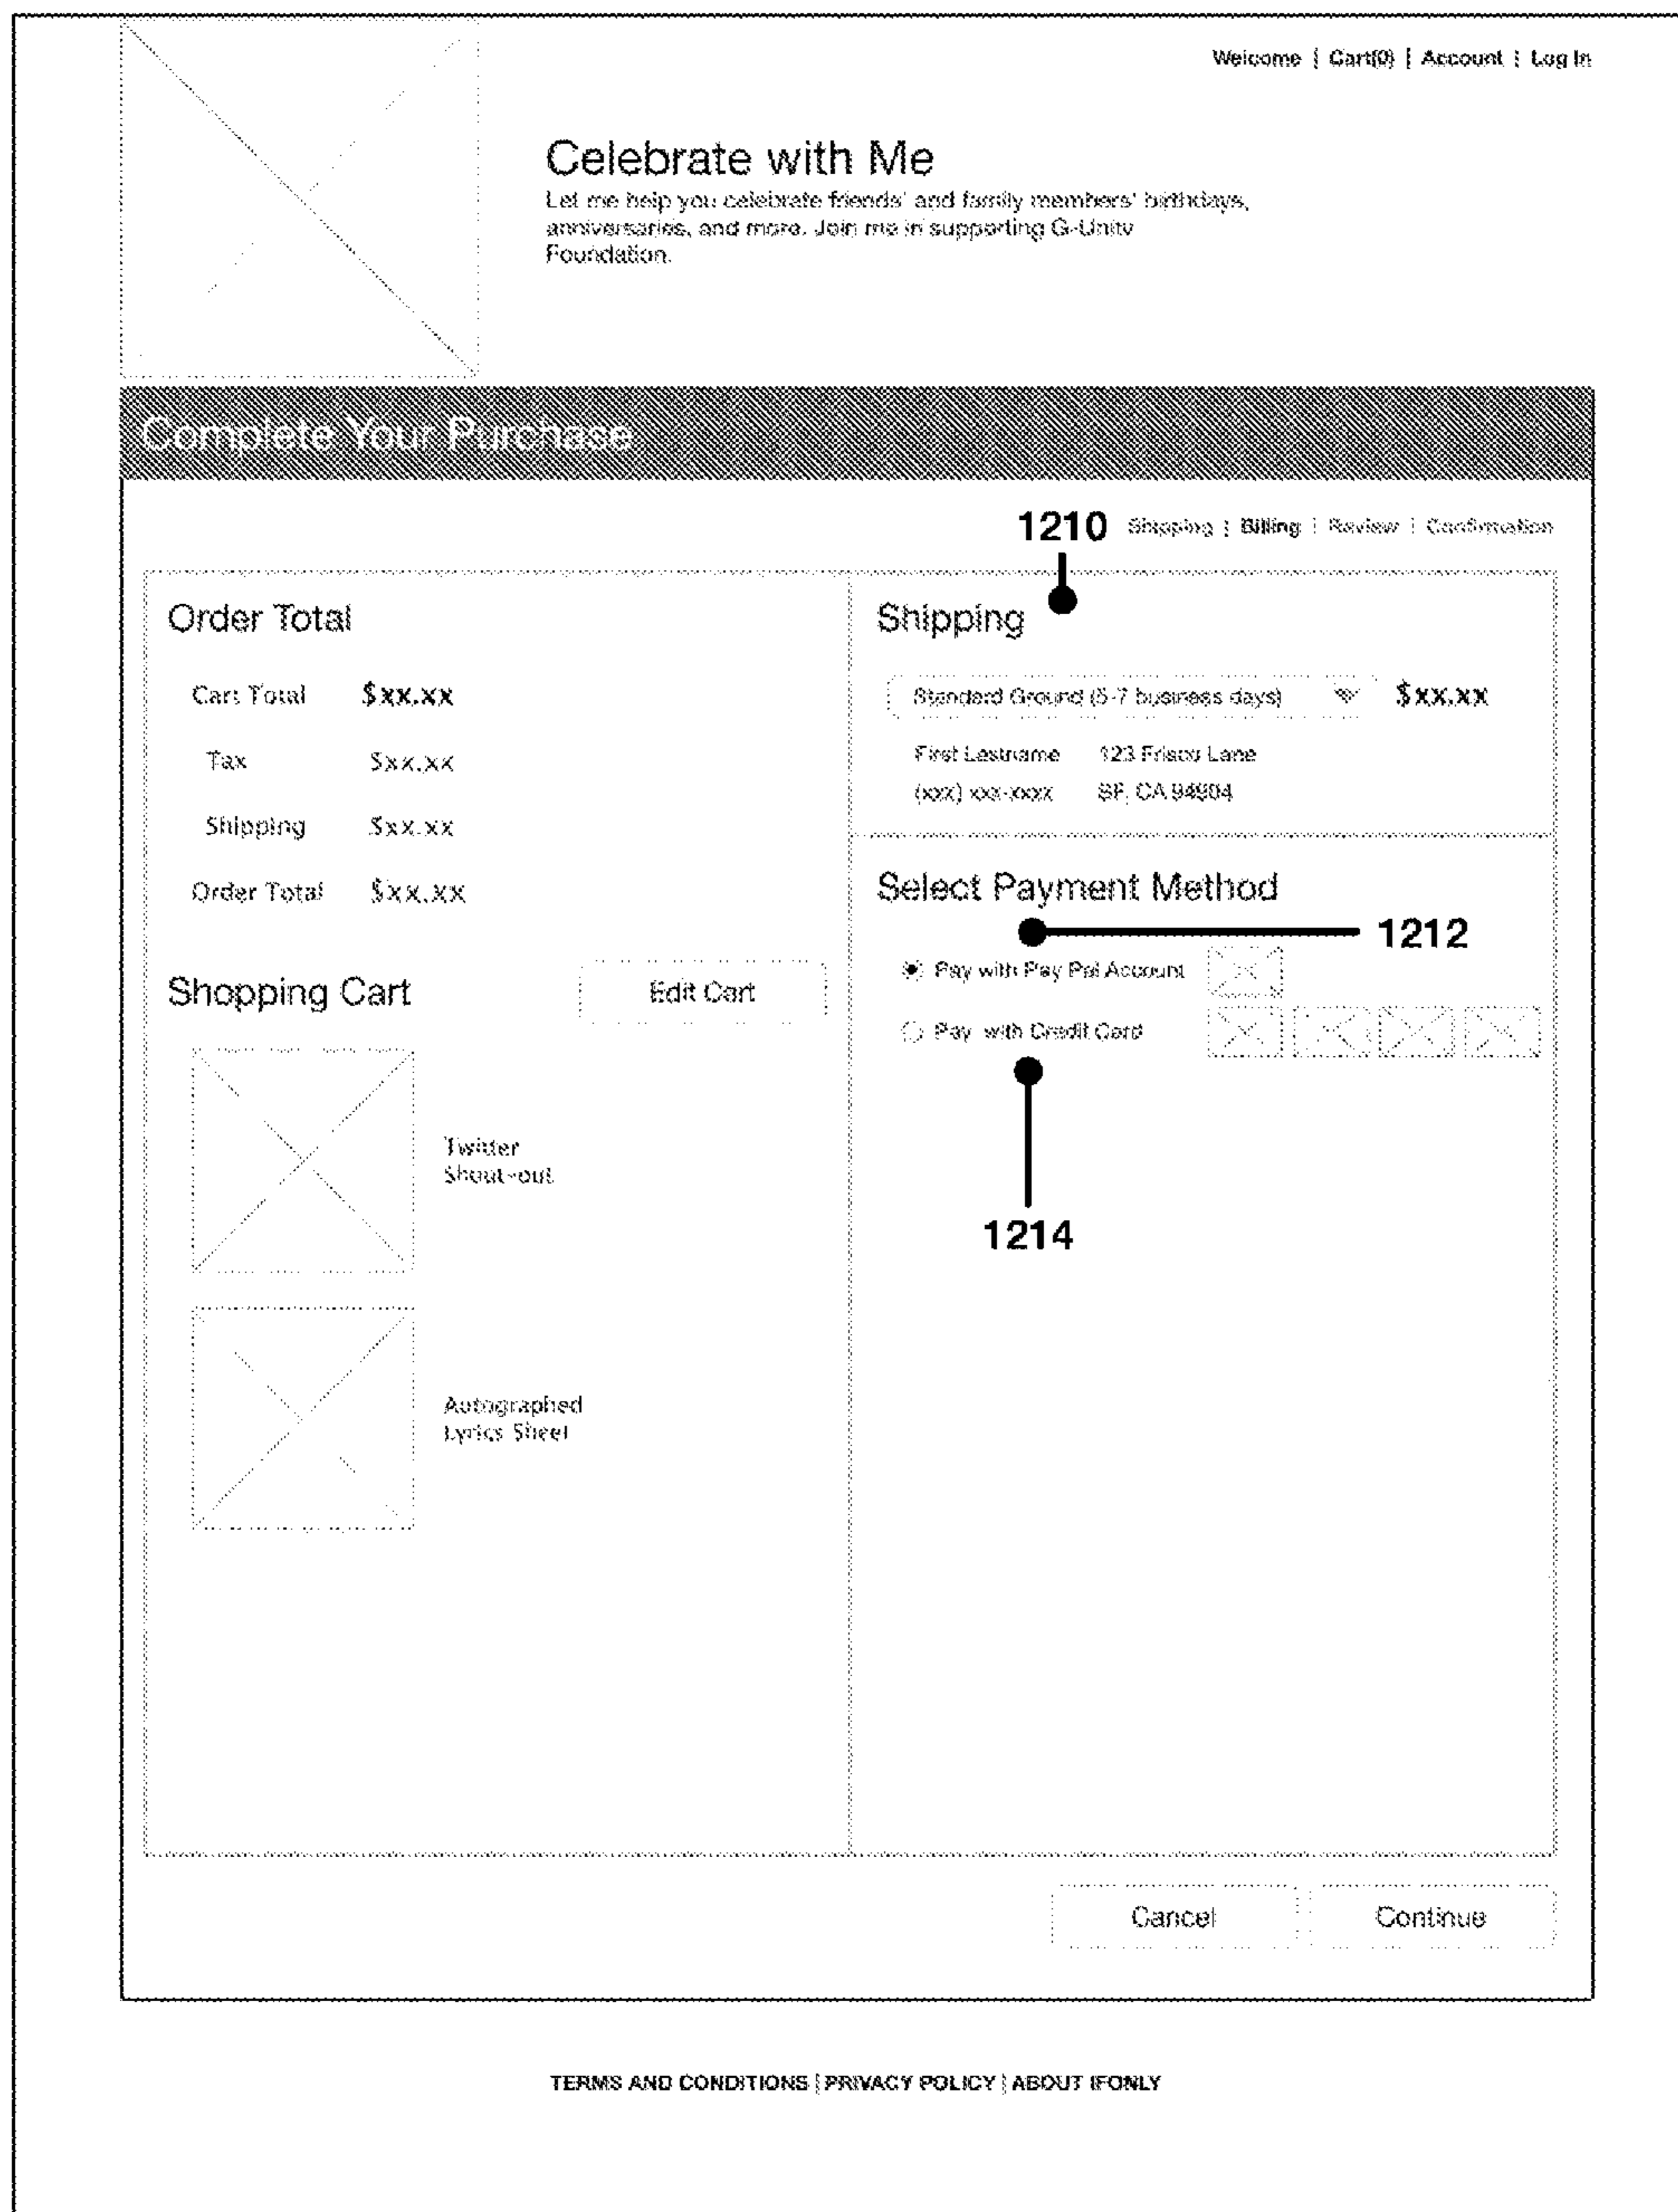 Welcome | Cart(0) | Account | Log In
Celebrate with Me
Let me help you celebrate friends' and family members' birthdays,
anniversaries, and more. Join me in supporting G-Unity
Foundation.
Complete Your Purchase
1210 Shipping | Billing | Review | Confirmation
Order Total
Cart Total $xx.xx
Tax $xx.xx
Shipping $xx.xx
Order Total $xx.xx
Shopping Cart Edit Cart
Twitter
Shout-out
Autographed
Lyrics Sheet
Shipping
Standard Ground (5-7 business days) $xx.xx
First Lastname 123 Frisco Lane
(xxx) xxx-xxxx SF, CA 94904
Select Payment Method
1212
Pay with Pay Pal Account
Pay with Credit Card
1214
Cancel Continue
TERMS AND CONDITIONS | PRIVACY POLICY | ABOUT IFONLY